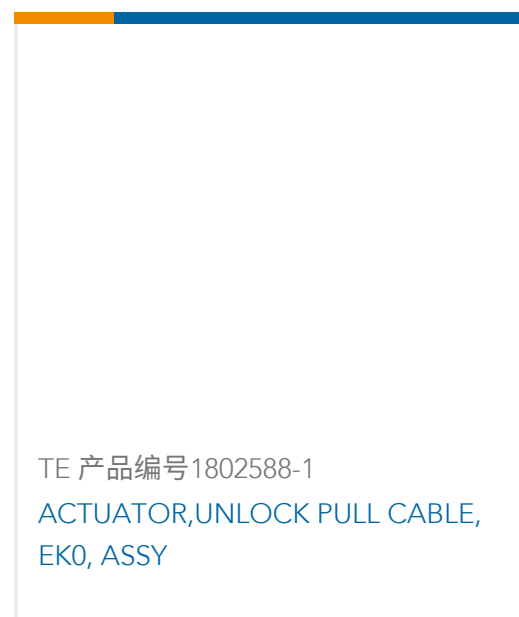 TE 产品编号1802588-1
ACTUATOR,UNLOCK PULL CABLE,
EK0, ASSY